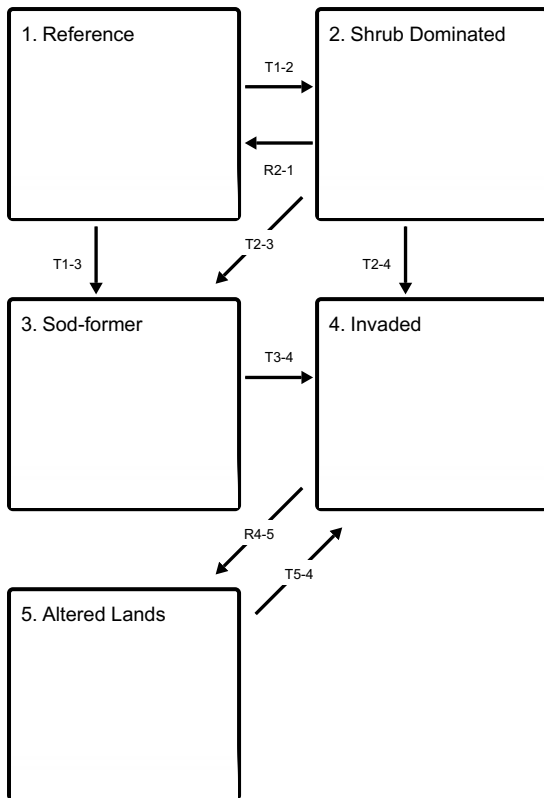 1. Reference
2. Shrub Dominated
T1-2
R2-1
T1-3
T2-3
T2-4
3. Sod-former
4. Invaded
T3-4
R4-5
T5-4
5. Altered Lands